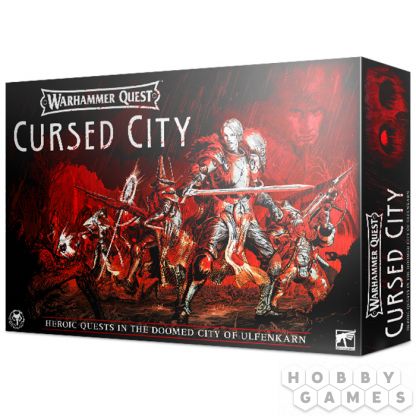 WARHAMMER QUEST
CURSED CITY
HEROIC QUESTS IN THE DOOMED CITY OF ULFENKARN
WARHAMMER QUEST
CURSED CITY
HOBBY
GAMES